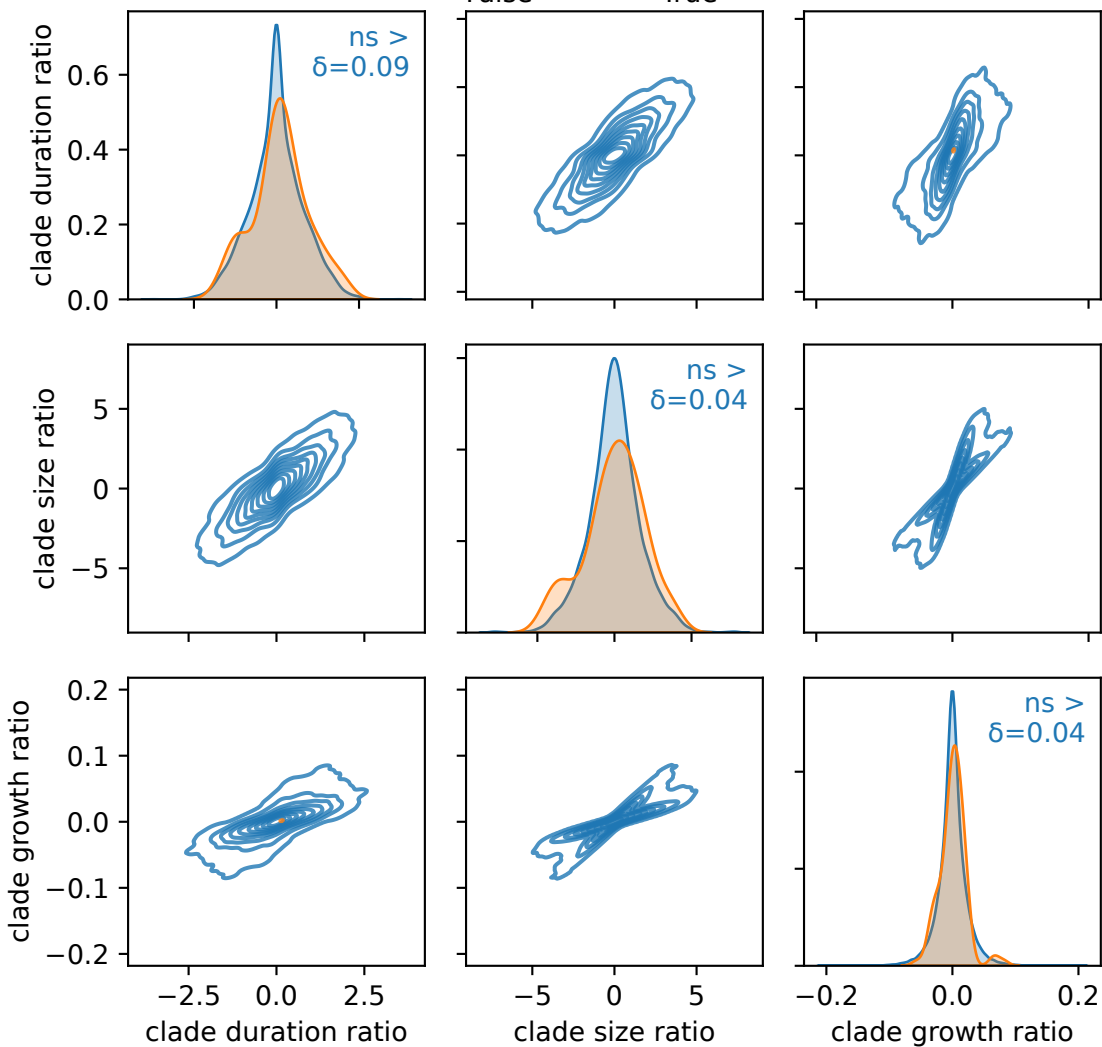 clade duration ratio
0.6
0.4
0.2
0.0
ns >
δ=0.09
clade size ratio
5
0
−5
ns >
δ=0.04
clade growth ratio
0.2
0.1
0.0
−0.1
−0.2
ns >
δ=0.04
−2.5 0.0 2.5
−5 0 5
−0.2 0.0 0.2
clade duration ratio
clade size ratio
clade growth ratio